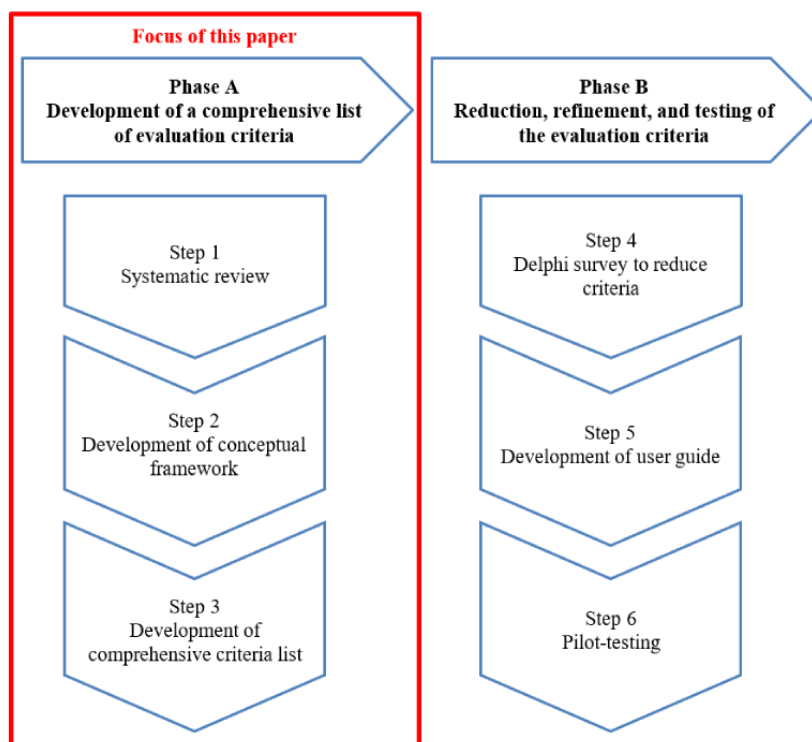 Focus of this paper
Phase A
Development of a comprehensive list
of evaluation criteria
Step 1
Systematic review
Step 2
Development of conceptual
framework
Step 3
Development of
comprehensive criteria list
Phase B
Reduction, refinement, and testing of
the evaluation criteria
Step 4
Delphi survey to reduce
criteria
Step 5
Development of user guide
Step 6
Pilot-testing